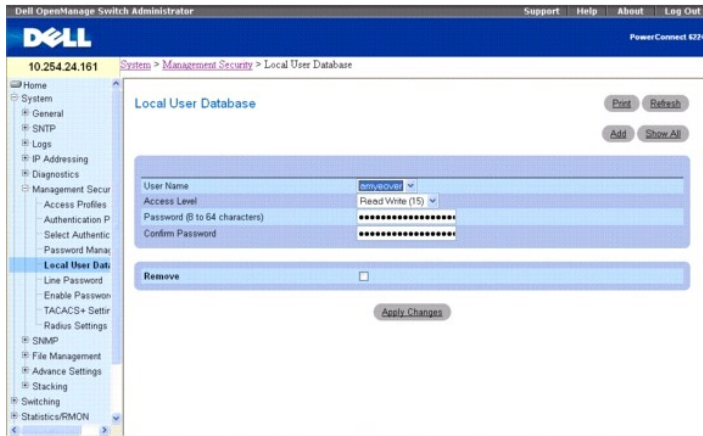 Dell OpenManage Switch Administrator
Support Help About Log Out
DELL
PowerConnect 6224
10.254.24.161
System > Management Security > Local User Database
Home
System
General
SNTP
Logs
IP Addressing
Diagnostics
Management Secur
Access Profiles
Authentication P
Select Authentic
Password Manag
Local User Data
Line Password
Enable Passwor
TACACS+ Settin
Radius Settings
SNMP
File Management
Advance Settings
Stacking
Switching
Statistics/RMON
Local User Database
Print Refresh
Add Show All
User Name amyeover
Access Level Read Write (15)
Password (8 to 64 characters)
Confirm Password
Remove
Apply Changes